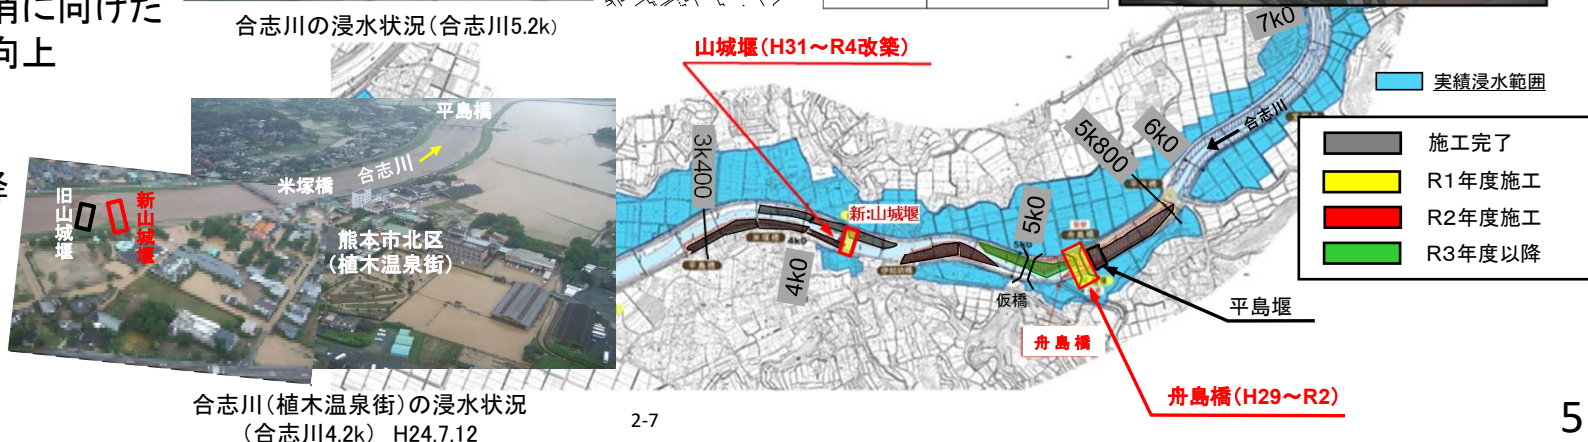 消に向けた
向上
合志川の浸水状況(合志川5.2k)
山城堰(H31～R4改築)
7k0
実績浸水範囲
施工完了
R1年度施工
R2年度施工
R3年度以降
平島橋
合志川
米塚橋
旧山城堰
新山城堰
熊本市北区
(植木温泉街)
3k400
4k0
新:山城堰
5k0
5k800
6k0
合志川
仮橋
平島堰
舟島橋
舟島橋(H29～R2)
合志川(植木温泉街)の浸水状況
(合志川4.2k) H24.7.12
2-7
5